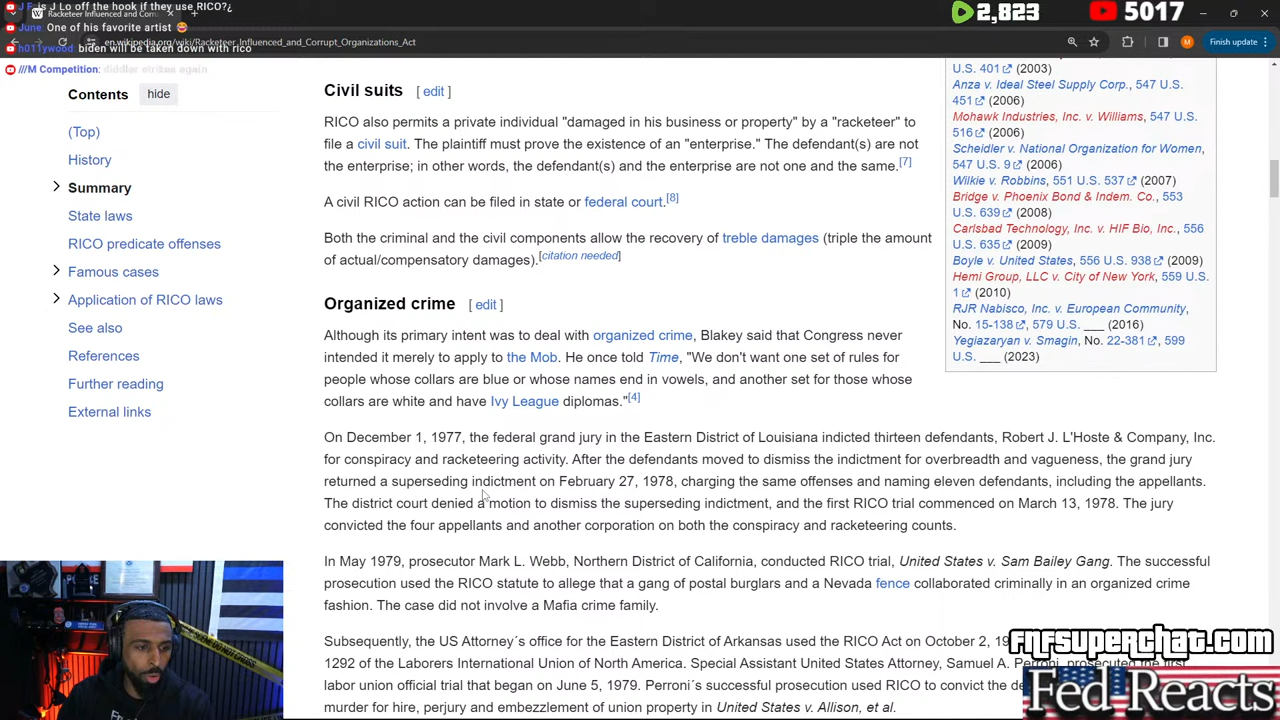 J F: is J Lo off the hook if they use RICO?¿
June: One of his favorite artist
h011ywood: biden will be taken down with rico
///M Competition: diddler strikes again
Racketeer Influenced and Corru
en.wikipedia.org/wiki/Racketeer_Influenced_and_Corrupt_Organizations_Act
2,823
5017
M
Finish update
Contents
hide
(Top)
History
Summary
State laws
RICO predicate offenses
Famous cases
Application of RICO laws
See also
References
Further reading
External links
Civil suits [ edit ]
RICO also permits a private individual "damaged in his business or property" by a "racketeer" to
file a civil suit. The plaintiff must prove the existence of an "enterprise." The defendant(s) are not
the enterprise; in other words, the defendant(s) and the enterprise are not one and the same.[7]
A civil RICO action can be filed in state or federal court.[8]
Both the criminal and the civil components allow the recovery of treble damages (triple the amount
of actual/compensatory damages).[citation needed]
Organized crime [ edit ]
Although its primary intent was to deal with organized crime, Blakey said that Congress never
intended it merely to apply to the Mob. He once told Time, "We don't want one set of rules for
people whose collars are blue or whose names end in vowels, and another set for those whose
collars are white and have Ivy League diplomas."[4]
On December 1, 1977, the federal grand jury in the Eastern District of Louisiana indicted thirteen defendants, Robert J. L'Hoste & Company, Inc.
for conspiracy and racketeering activity. After the defendants moved to dismiss the indictment for overbreadth and vagueness, the grand jury
returned a superseding indictment on February 27, 1978, charging the same offenses and naming eleven defendants, including the appellants.
The district court denied a motion to dismiss the superseding indictment, and the first RICO trial commenced on March 13, 1978. The jury
convicted the four appellants and another corporation on both the conspiracy and racketeering counts.
In May 1979, prosecutor Mark L. Webb, Northern District of California, conducted RICO trial, United States v. Sam Bailey Gang. The successful
prosecution used the RICO statute to allege that a gang of postal burglars and a Nevada fence collaborated criminally in an organized crime
fashion. The case did not involve a Mafia crime family.
Subsequently, the US Attorney´s office for the Eastern District of Arkansas used the RICO Act on October 2, 19
1292 of the Laborers International Union of North America. Special Assistant United States Attorney, Samuel A. Perroni, prosecuted the first
labor union official trial that began on June 5, 1979. Perroni´s successful prosecution used RICO to convict the de
murder for hire, perjury and embezzlement of union property in United States v. Allison, et al.
U.S. 401 (2003)
Anza v. Ideal Steel Supply Corp., 547 U.S.
451 (2006)
Mohawk Industries, Inc. v. Williams, 547 U.S.
516 (2006)
Scheidler v. National Organization for Women,
547 U.S. 9 (2006)
Wilkie v. Robbins, 551 U.S. 537 (2007)
Bridge v. Phoenix Bond & Indem. Co., 553
U.S. 639 (2008)
Carlsbad Technology, Inc. v. HIF Bio, Inc., 556
U.S. 635 (2009)
Boyle v. United States, 556 U.S. 938 (2009)
Hemi Group, LLC v. City of New York, 559 U.S.
1 (2010)
RJR Nabisco, Inc. v. European Community,
No. 15-138, 579 U.S. ___ (2016)
Yegiazaryan v. Smagin, No. 22-381, 599
U.S. ___ (2023)
FNFSUPERCHAT.COM
Fed Reacts